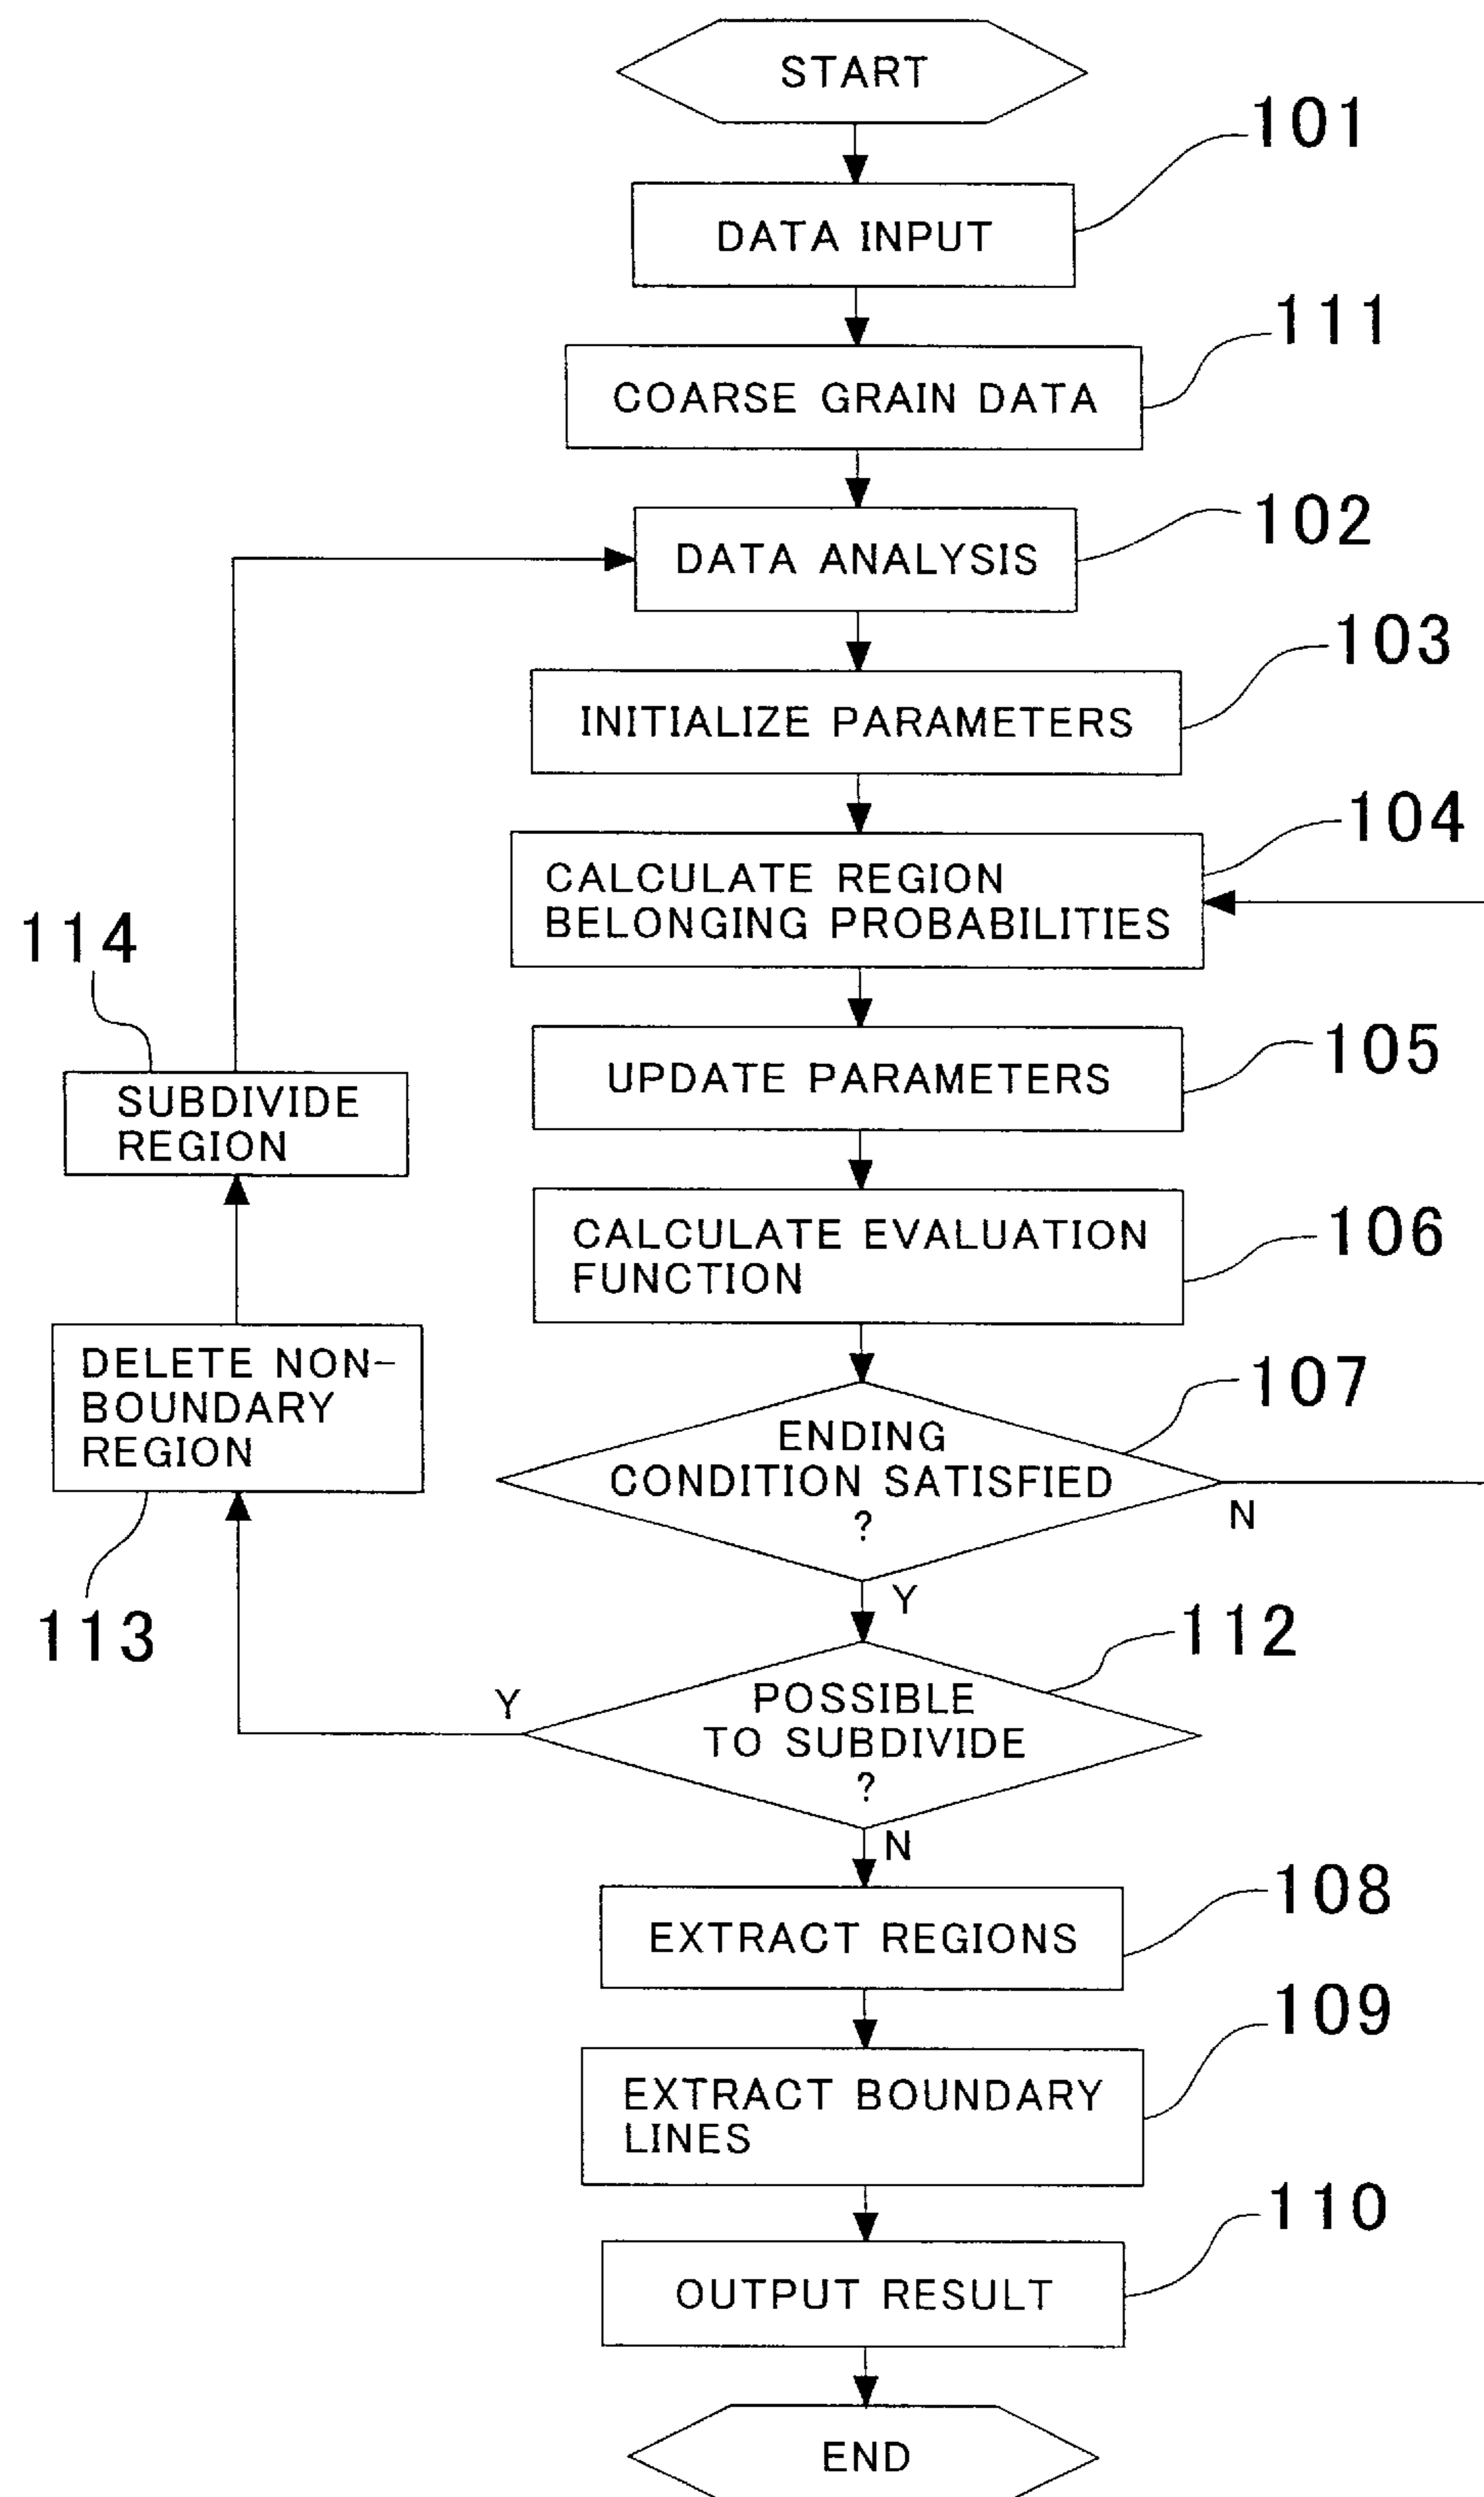 START
101
DATA INPUT
111
COARSE GRAIN DATA
102
DATA ANALYSIS
103
INITIALIZE PARAMETERS
104
CALCULATE REGION
BELONGING PROBABILITIES
114
105
UPDATE PARAMETERS
SUBDIVIDE
REGION
106
CALCULATE EVALUATION
FUNCTION
DELETE NON-
BOUNDARY
REGION
107
ENDING
CONDITION SATISFIED
?
N
Y
113
112
Y
POSSIBLE
TO SUBDIVIDE
?
N
108
EXTRACT REGIONS
109
EXTRACT BOUNDARY
LINES
110
OUTPUT RESULT
END